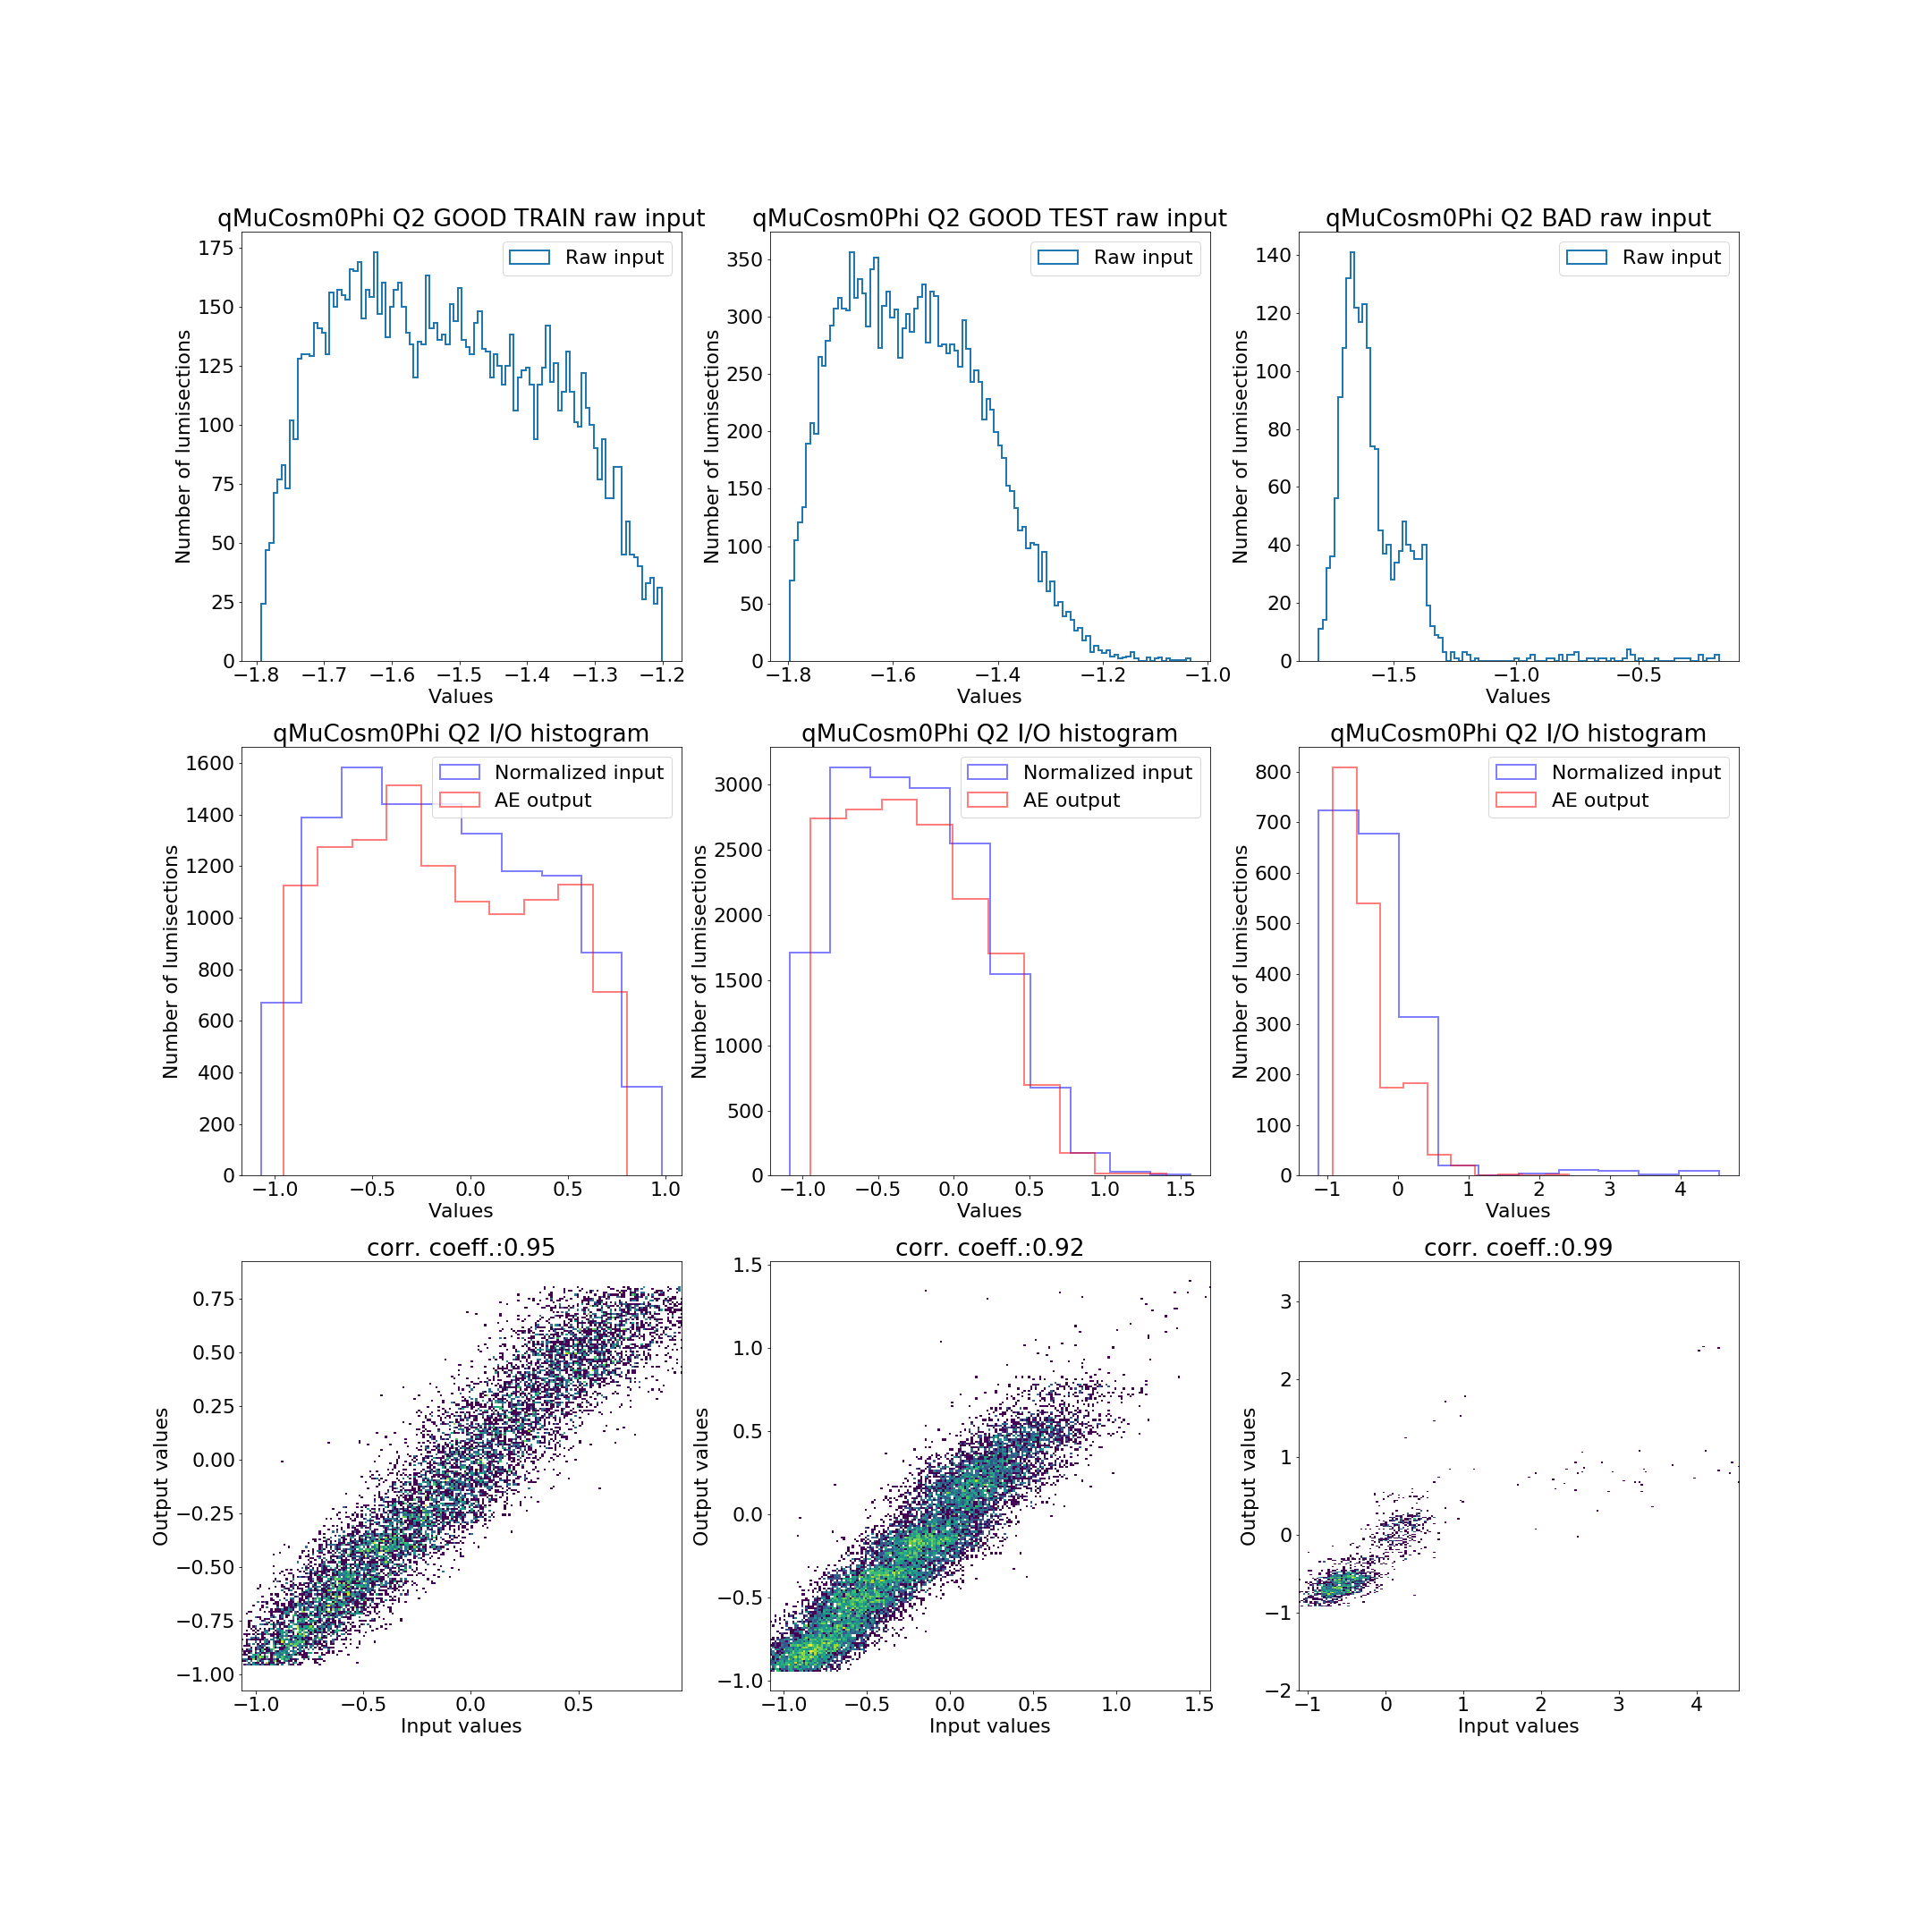 qMuCosm0Phi Q2 GOOD TRAIN raw input
Raw input
175
150
125
100
75
50
25
0
Number of lumisections
−1.8 −1.7 −1.6 −1.5 −1.4 −1.3 −1.2
Values
qMuCosm0Phi Q2 GOOD TEST raw input
Raw input
350
300
250
200
150
100
50
0
Number of lumisections
−1.8 −1.6 −1.4 −1.2 −1.0
Values
qMuCosm0Phi Q2 BAD raw input
Raw input
140
120
100
80
60
40
20
0
Number of lumisections
−1.5 −1.0 −0.5
Values
qMuCosm0Phi Q2 I/O histogram
Normalized input
AE output
1600
1400
1200
1000
800
600
400
200
0
Number of lumisections
−1.0 −0.5 0.0 0.5 1.0
Values
qMuCosm0Phi Q2 I/O histogram
Normalized input
AE output
3000
2500
2000
1500
1000
500
0
Number of lumisections
−1.0 −0.5 0.0 0.5 1.0 1.5
Values
qMuCosm0Phi Q2 I/O histogram
Normalized input
AE output
800
700
600
500
400
300
200
100
0
Number of lumisections
−1 0 1 2 3 4
Values
corr. coeff.:0.95
0.75
0.50
0.25
0.00
−0.25
−0.50
−0.75
−1.00
Output values
−1.0 −0.5 0.0 0.5
Input values
corr. coeff.:0.92
1.5
1.0
0.5
0.0
−0.5
−1.0
Output values
−1.0 −0.5 0.0 0.5 1.0 1.5
Input values
corr. coeff.:0.99
3
2
1
0
−1
−2
Output values
−1 0 1 2 3 4
Input values